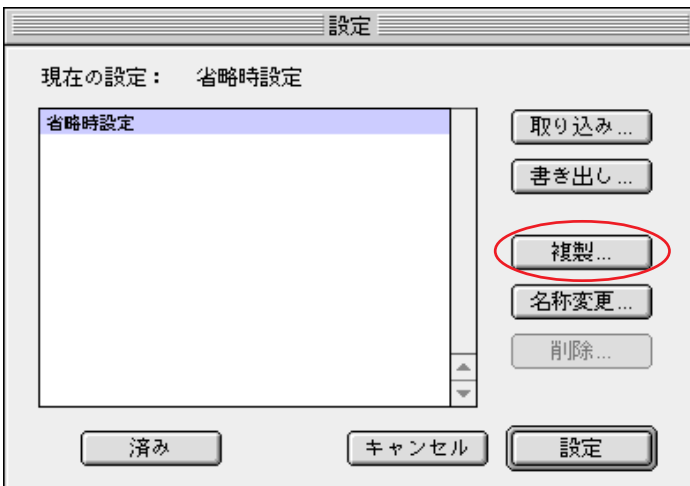 設定
現在の設定： 省略時設定
省略時設定
取り込み...
書き出し...
複製...
名称変更...
削除...
済み
キャンセル
設定